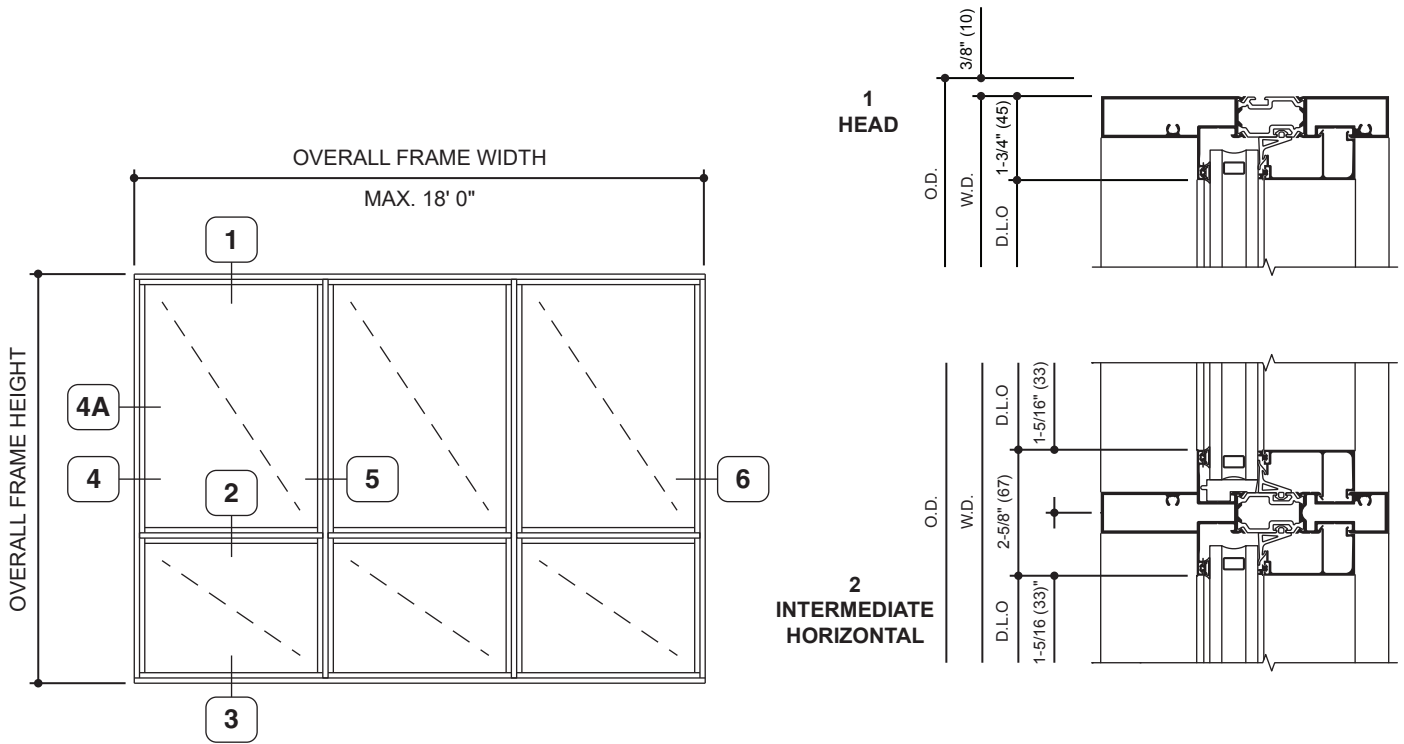 OVERALL FRAME WIDTH
MAX. 18' 0"
OVERALL FRAME HEIGHT
1
4A
4
2
5
6
3
1
HEAD
O.D.
W.D.
D.L.O
1-3/4" (45)
3/8" (10)
2
INTERMEDIATE
HORIZONTAL
O.D.
W.D.
D.L.O
1-5/16" (33)
2-5/8" (67)
D.L.O
1-5/16 (33)"